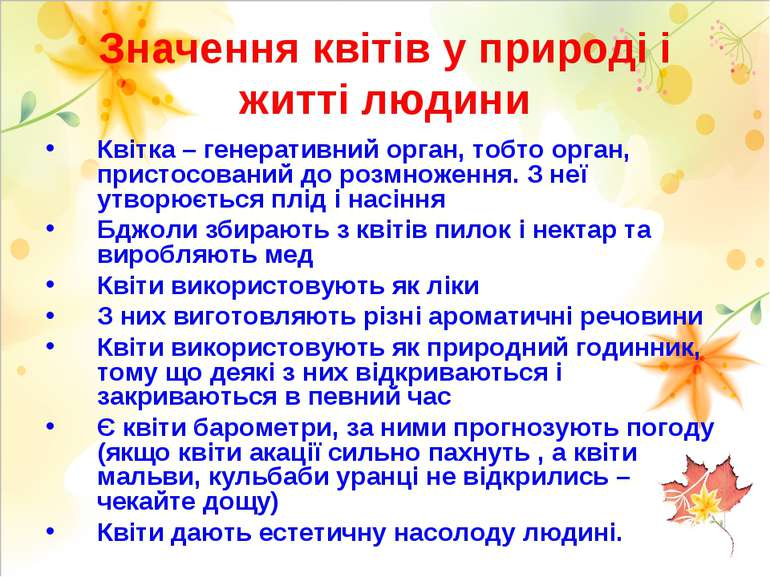 Значення квітів у природі і
житті людини
• Квітка – генеративний орган, тобто орган,
пристосований до розмноження. З неї
утворюється плід і насіння
• Бджоли збирають з квітів пилок і нектар та
виробляють мед
• Квіти використовують як ліки
• З них виготовляють різні ароматичні речовини
• Квіти використовують як природний годинник,
тому що деякі з них відкриваються і
закриваються в певний час
• Є квіти барометри, за ними прогнозують погоду
(якщо квіти акації сильно пахнуть , а квіти
мальви, кульбаби уранці не відкрились –
чекайте дощу)
• Квіти дають естетичну насолоду людині.